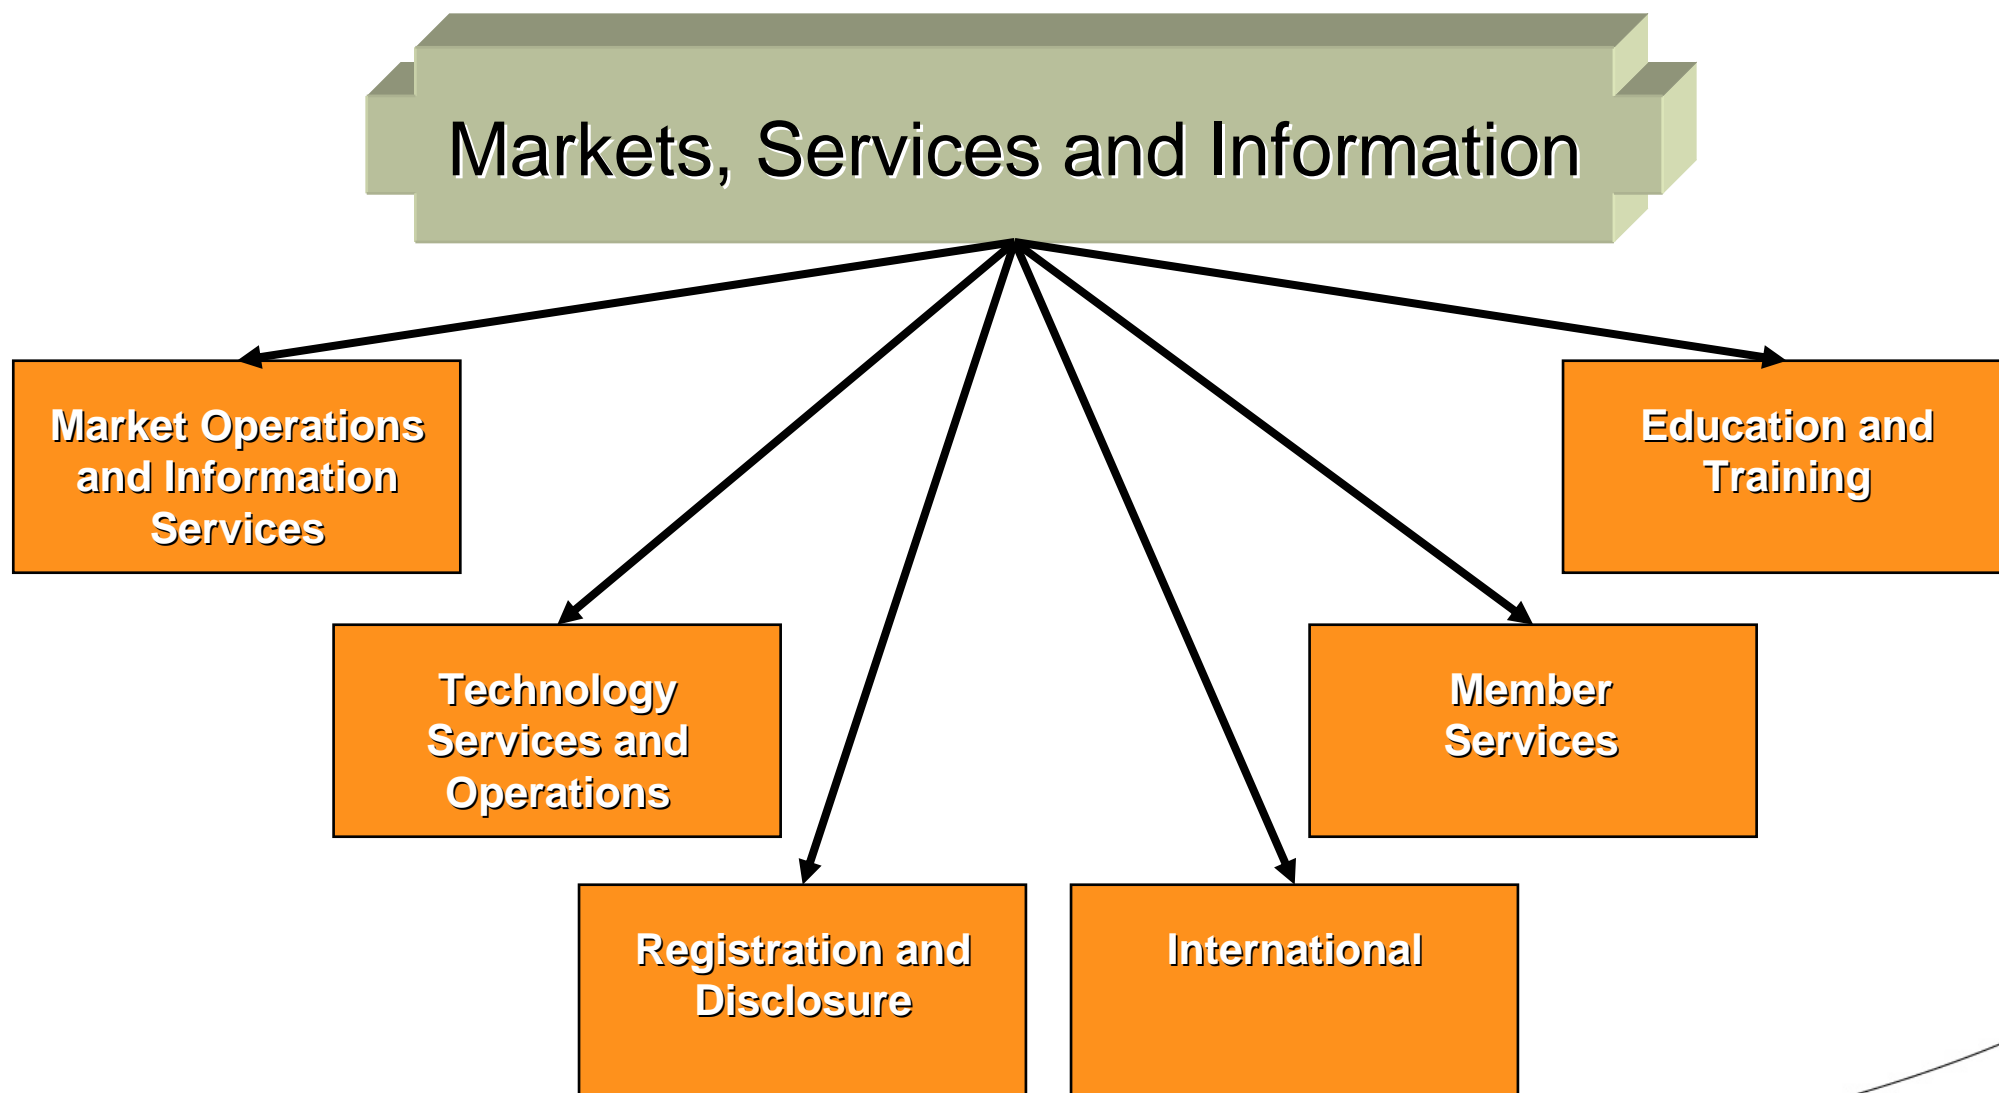 Markets, Services and Information
Market Operations
and Information
Services
Education and
Training
Technology
Services and
Operations
Member
Services
Registration and
Disclosure
International